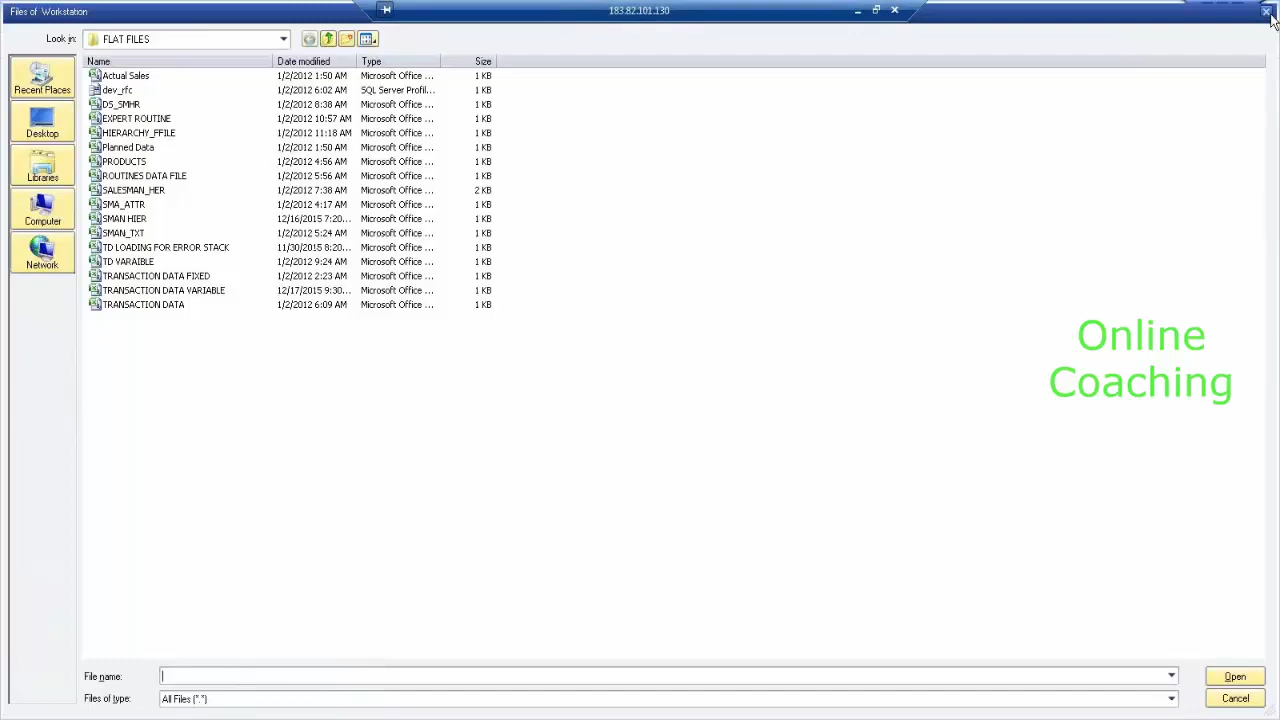 Files of Workstation
183.82.101.130
Look in: FLAT FILES
Name Date modified Type Size
Actual Sales 1/2/2012 1:50 AM Microsoft Office ... 1 KB
dev_rfc 1/2/2012 6:02 AM SQL Server Profil... 1 KB
DS_SMHR 1/2/2012 8:38 AM Microsoft Office ... 1 KB
EXPERT ROUTINE 1/2/2012 10:57 AM Microsoft Office ... 1 KB
HIERARCHY_FFILE 1/2/2012 11:18 AM Microsoft Office ... 1 KB
Planned Data 1/2/2012 1:50 AM Microsoft Office ... 1 KB
PRODUCTS 1/2/2012 4:56 AM Microsoft Office ... 1 KB
ROUTINES DATA FILE 1/2/2012 5:56 AM Microsoft Office ... 1 KB
SALESMAN_HER 1/2/2012 7:38 AM Microsoft Office ... 2 KB
SMA_ATTR 1/2/2012 4:17 AM Microsoft Office ... 1 KB
SMAN HIER 12/16/2015 7:20... Microsoft Office ... 1 KB
SMAN_TXT 1/2/2012 5:24 AM Microsoft Office ... 1 KB
TD LOADING FOR ERROR STACK 11/30/2015 8:20... Microsoft Office ... 1 KB
TD VARAIBLE 1/2/2012 9:24 AM Microsoft Office ... 1 KB
TRANSACTION DATA FIXED 1/2/2012 2:23 AM Microsoft Office ... 1 KB
TRANSACTION DATA VARIABLE 12/17/2015 9:30... Microsoft Office ... 1 KB
TRANSACTION DATA 1/2/2012 6:09 AM Microsoft Office ... 1 KB
Recent Places
Desktop
Libraries
Computer
Network
Online
Coaching
File name:
Open
Files of type: All Files (*.*)
Cancel